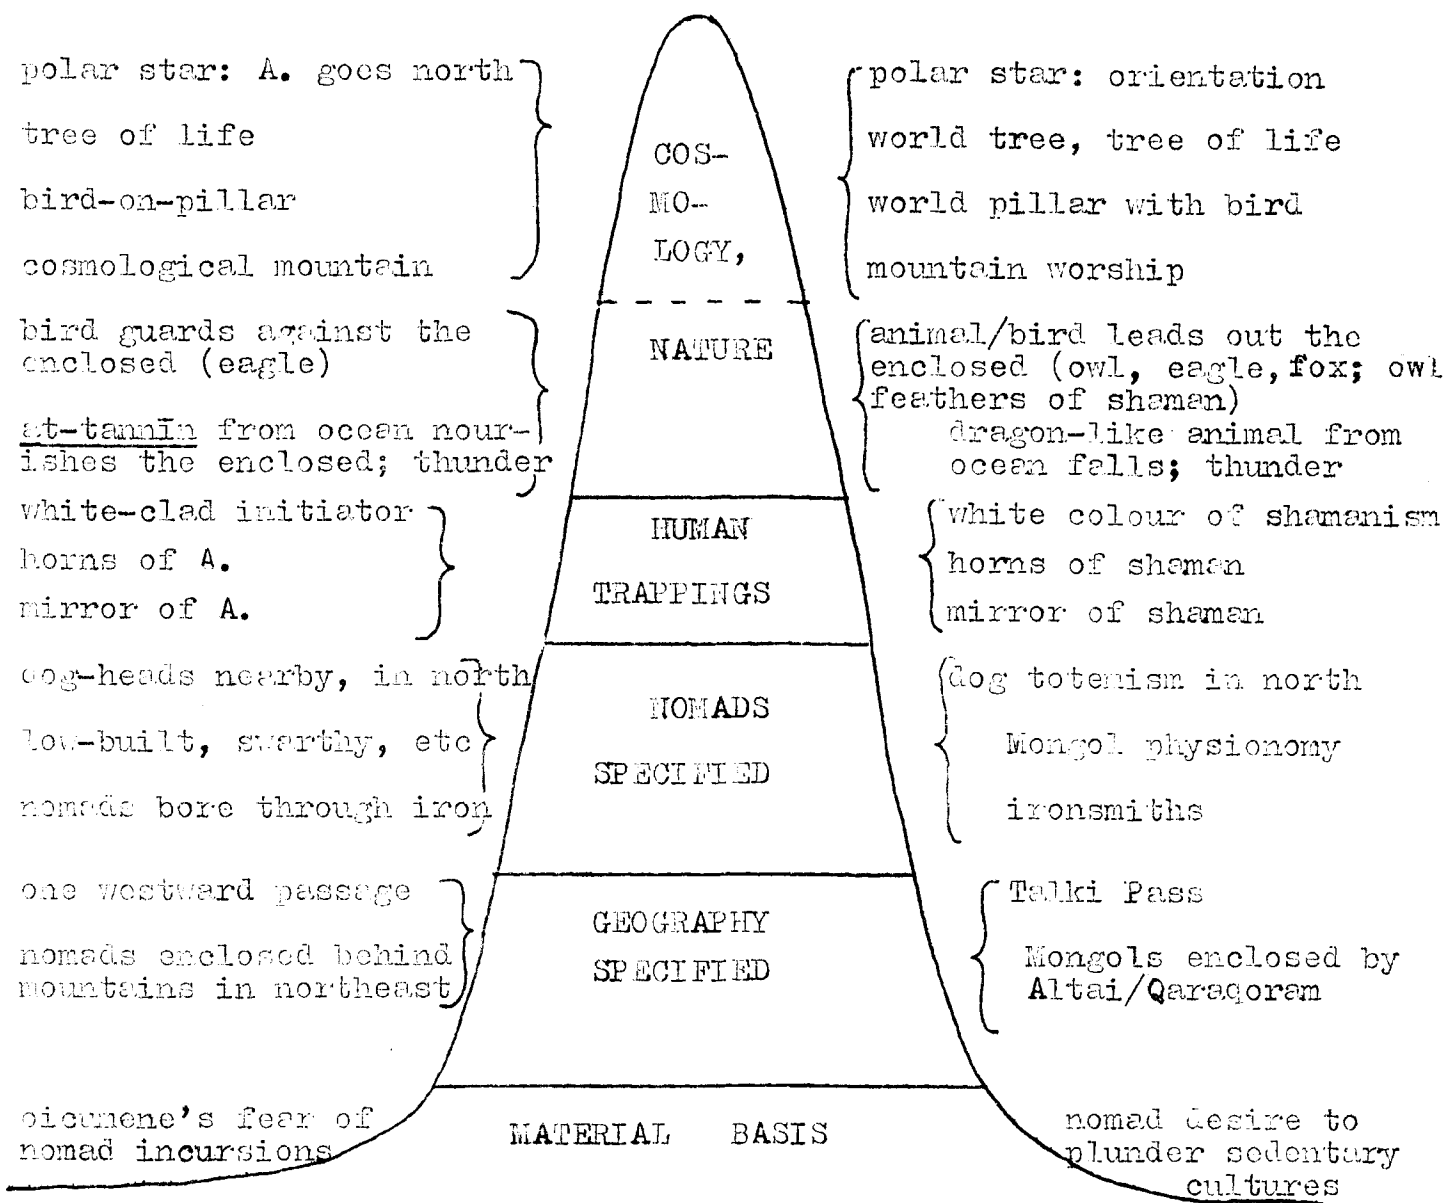 polar star: A. goes north
tree of life
bird-on-pillar
cosmological mountain
bird guards against the
enclosed (eagle)
at-tannīn from ocean nour-
ishes the enclosed; thunder
white-clad initiator
horns of A.
mirror of A.
dog-heads nearby, in north
low-built, swarthy, etc
nomads bore through iron
one westward passage
nomads enclosed behind
mountains in northeast
oicumene's fear of
nomad incursions
COS-
MO-
LOGY,
NATURE
HUMAN
TRAPPINGS
NOMADS
SPECIFIED
GEOGRAPHY
SPECIFIED
MATERIAL BASIS
polar star: orientation
world tree, tree of life
world pillar with bird
mountain worship
animal/bird leads out the
enclosed (owl, eagle, fox; owl
feathers of shaman)
dragon-like animal from
ocean falls; thunder
white colour of shamanism
horns of shaman
mirror of shaman
dog totemism in north
Mongol physionomy
ironsmiths
Talki Pass
Mongols enclosed by
Altai/Qaraqoram
nomad desire to
plunder sedentary
cultures